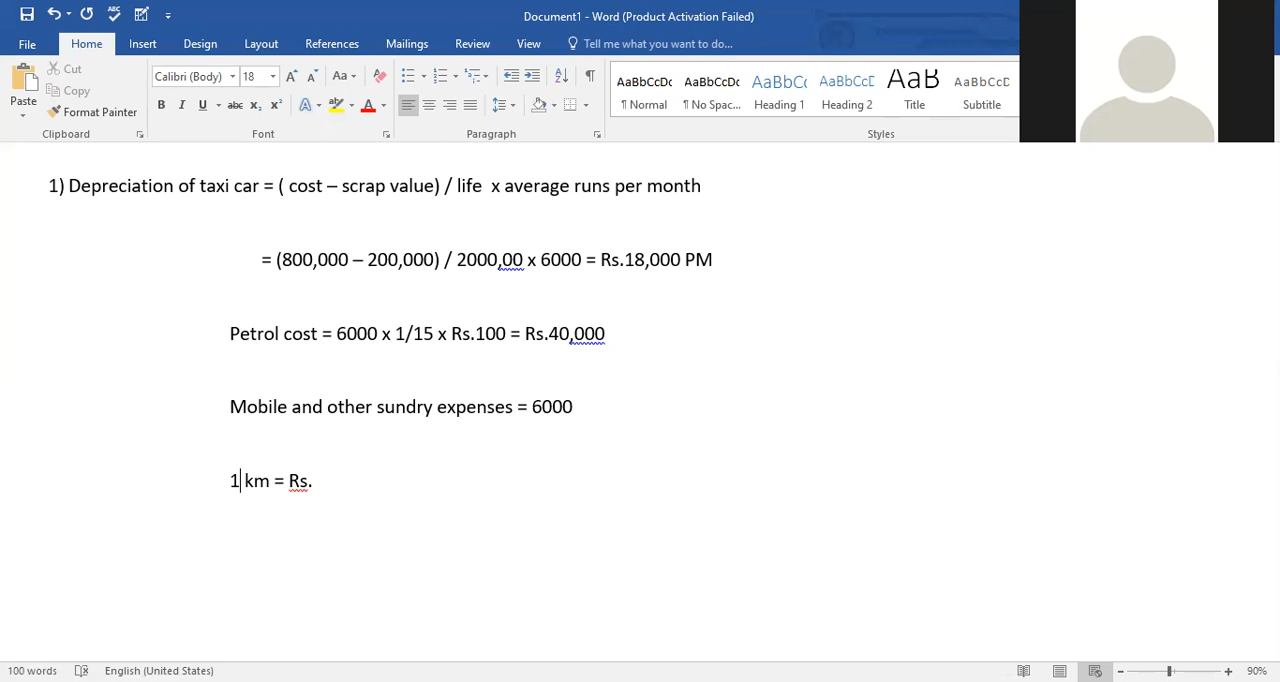 Document1 - Word (Product Activation Failed)
File Home Insert Design Layout References Mailings Review View Tell me what you want to do...
Paste
Cut
Copy
Format Painter
Clipboard
Calibri (Body) 18
Aa
B I U abc x₂ x² A A
Font
Paragraph
AaBbCcDc AaBbCcDc AaBbCc AaBbCcD AaB AaBbCcD
¶ Normal ¶ No Spac... Heading 1 Heading 2 Title Subtitle
Styles
1) Depreciation of taxi car = ( cost – scrap value) / life x average runs per month
= (800,000 – 200,000) / 2000,00 x 6000 = Rs.18,000 PM
Petrol cost = 6000 x 1/15 x Rs.100 = Rs.40,000
Mobile and other sundry expenses = 6000
1 km = Rs.
100 words English (United States) 90%